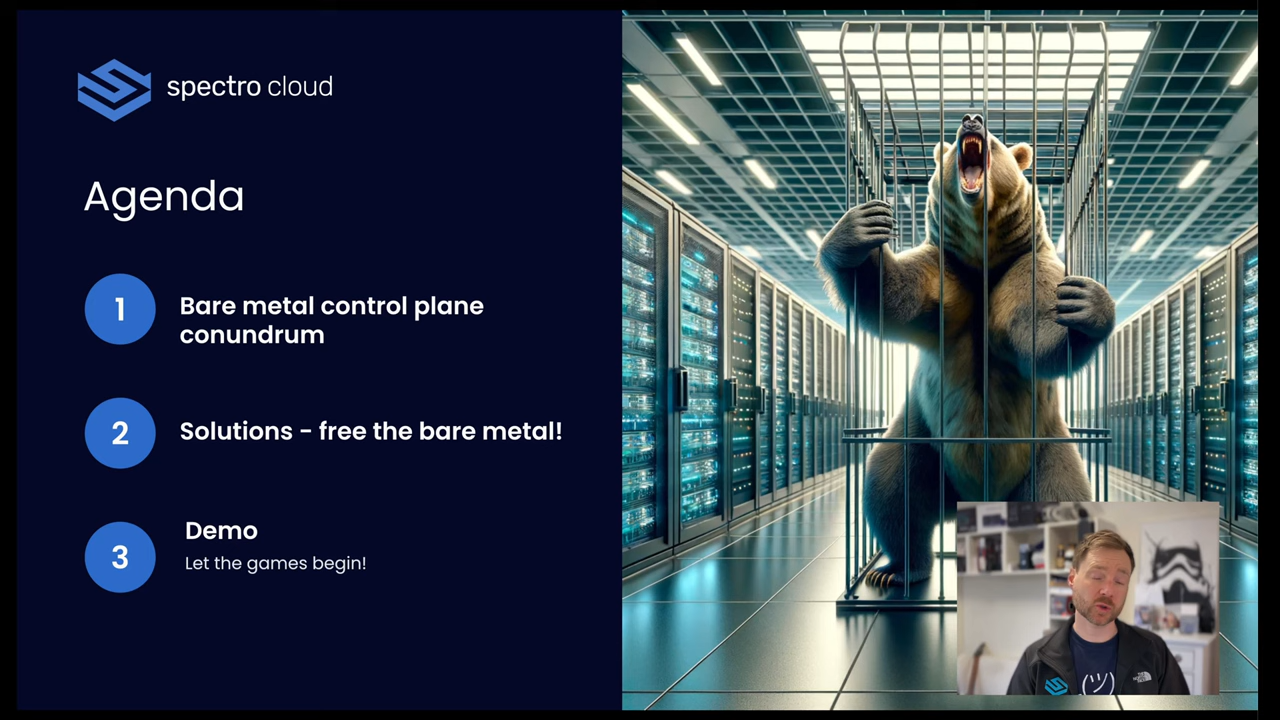 spectro cloud
Agenda
1
Bare metal control plane
conundrum
2
Solutions - free the bare metal!
3
Demo
Let the games begin!